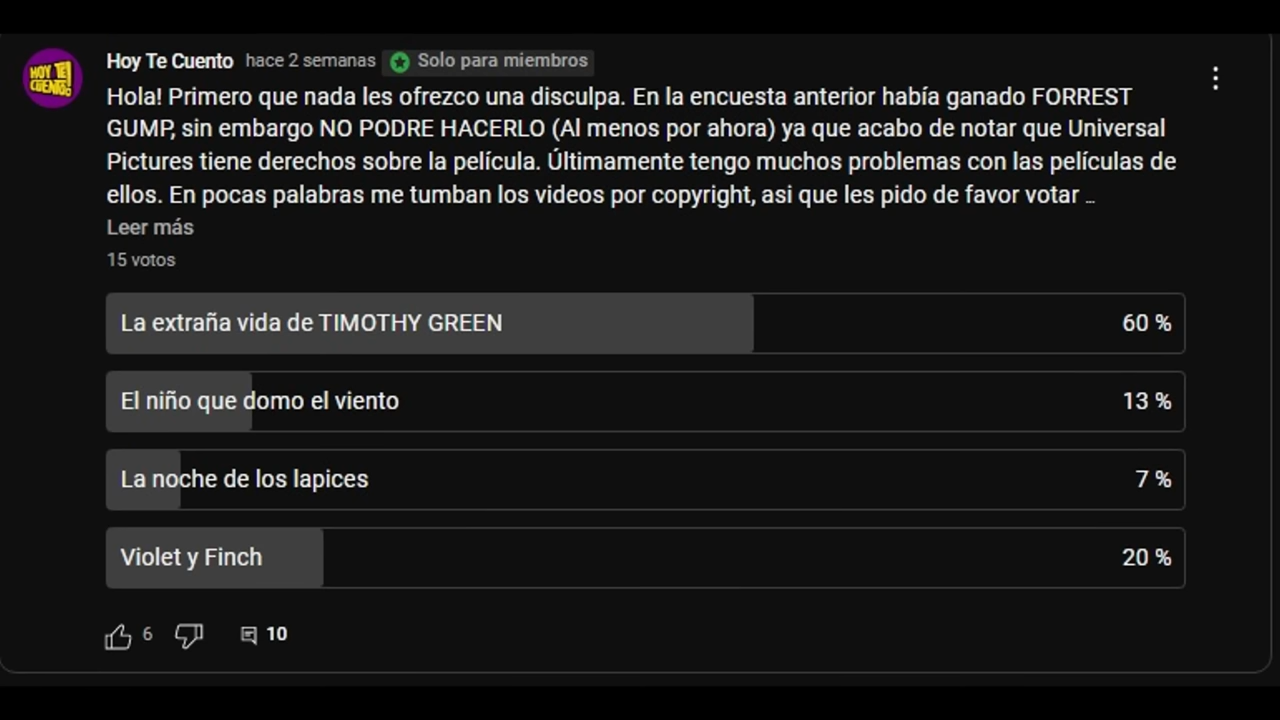 HOY TE CUENTO!
Hoy Te Cuento hace 2 semanas Solo para miembros
Hola! Primero que nada les ofrezco una disculpa. En la encuesta anterior había ganado FORREST
GUMP, sin embargo NO PODRE HACERLO (Al menos por ahora) ya que acabo de notar que Universal
Pictures tiene derechos sobre la película. Últimamente tengo muchos problemas con las películas de
ellos. En pocas palabras me tumban los videos por copyright, asi que les pido de favor votar ...
Leer más
15 votos
La extraña vida de TIMOTHY GREEN 60 %
El niño que domo el viento 13 %
La noche de los lapices 7 %
Violet y Finch 20 %
6 10